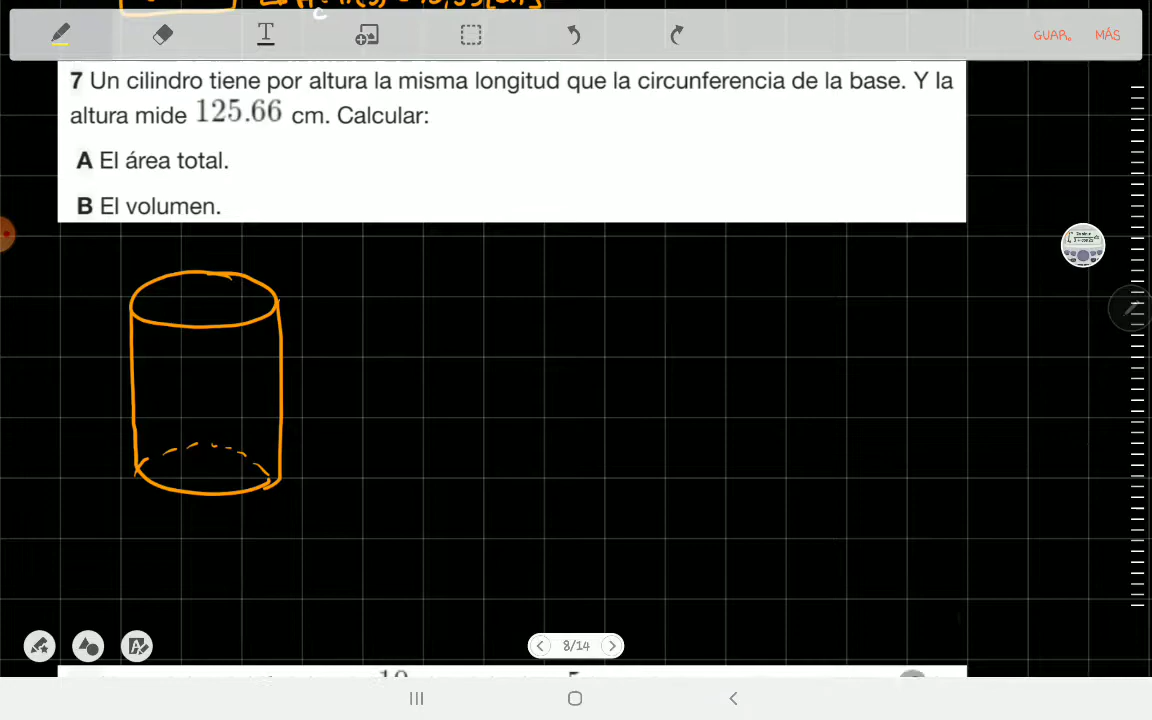 T
GUAR.
MÁS
7 Un cilindro tiene por altura la misma longitud que la circunferencia de la base. Y la
altura mide 125.66 cm. Calcular:
A El área total.
B El volumen.
8/14